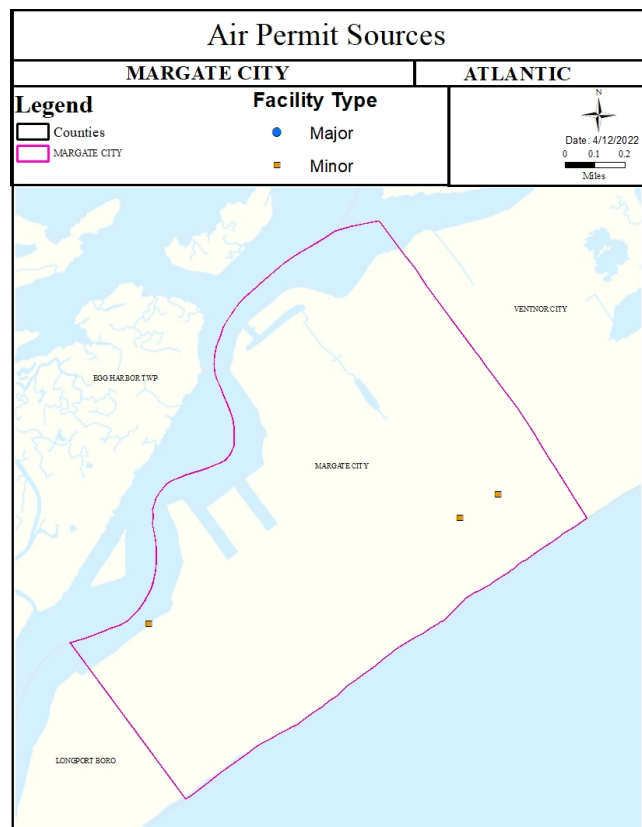 Air Permit Sources
MARGATE CITY
ATLANTIC
Legend
Counties
MARGATE CITY
Facility Type
Major
Minor
N
Date: 4/12/2022
0 0.1 0.2
Miles
VENTNOR CITY
EGG HARBOR TWP
MARGATE CITY
LONGPORT BORO